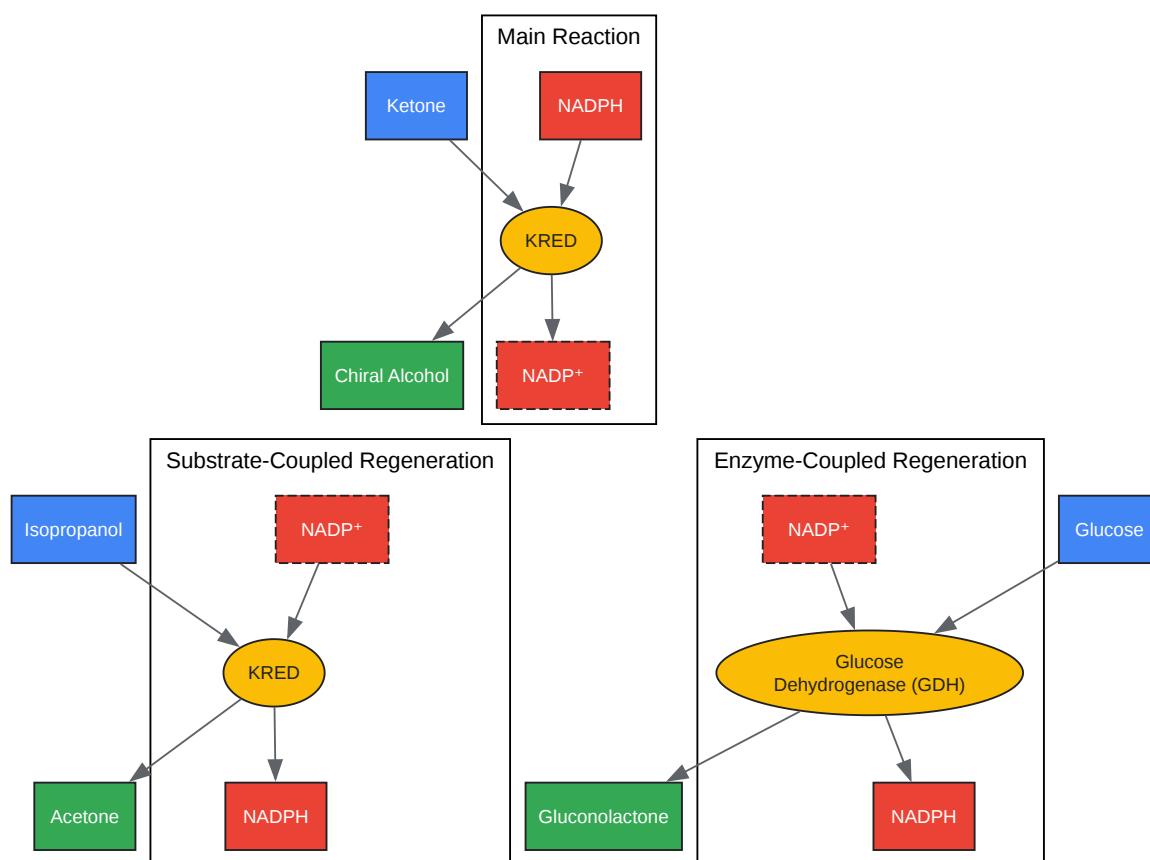 Main Reaction
Ketone
NADPH
KRED
Chiral Alcohol
NADP⁺
Substrate-Coupled Regeneration
Isopropanol
NADP⁺
KRED
Acetone
NADPH
Enzyme-Coupled Regeneration
NADP⁺
Glucose
Glucose
Dehydrogenase (GDH)
Gluconolactone
NADPH